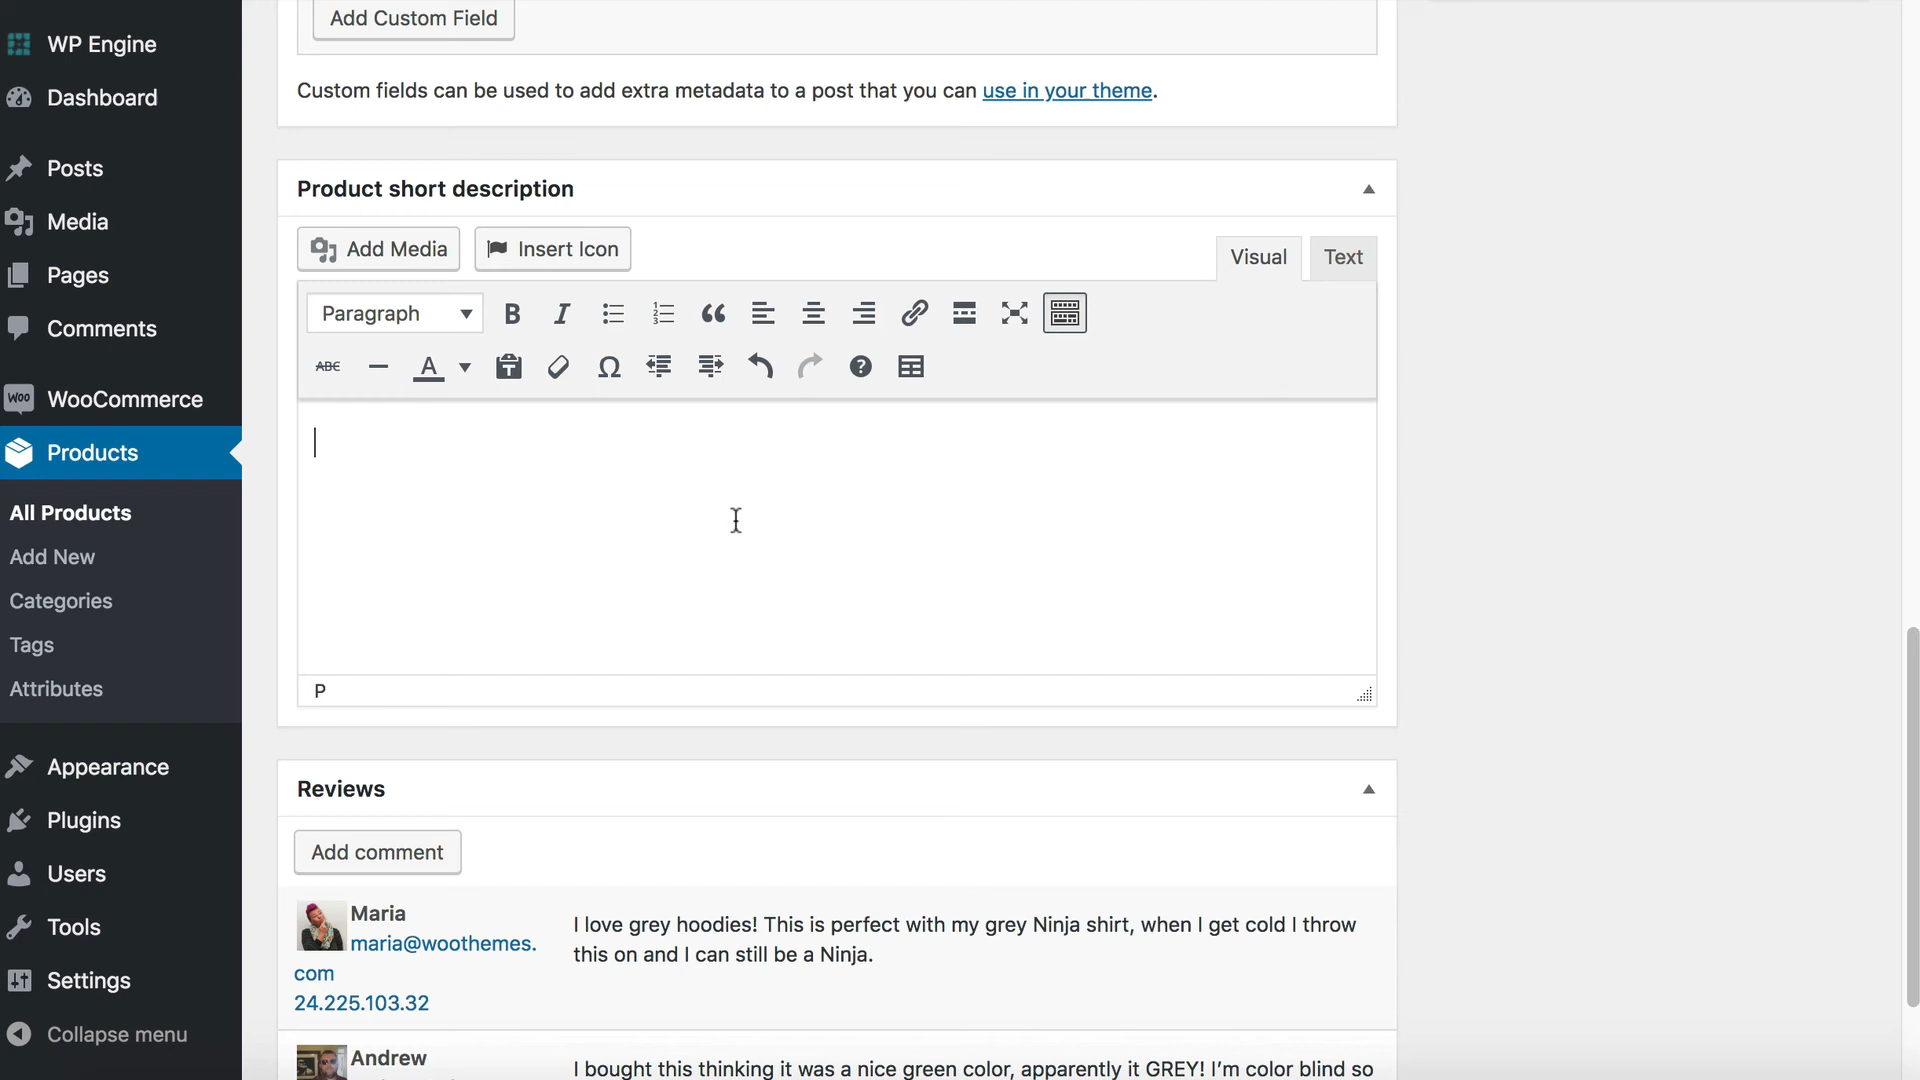 WP Engine
Dashboard
Posts
Media
Pages
Comments
WOO WooCommerce
Products
All Products
Add New
Categories
Tags
Attributes
Appearance
Plugins
Users
Tools
Settings
Collapse menu
Add Custom Field
Custom fields can be used to add extra metadata to a post that you can use in your theme.
Product short description
Add Media
Insert Icon
Visual
Text
Paragraph
B I
ABC A T Ω ?
P
Reviews
Add comment
Maria
maria@woothemes.
com
24.225.103.32
I love grey hoodies! This is perfect with my grey Ninja shirt, when I get cold I throw
this on and I can still be a Ninja.
Andrew
I bought this thinking it was a nice green color, apparently it GREY! I'm color blind so